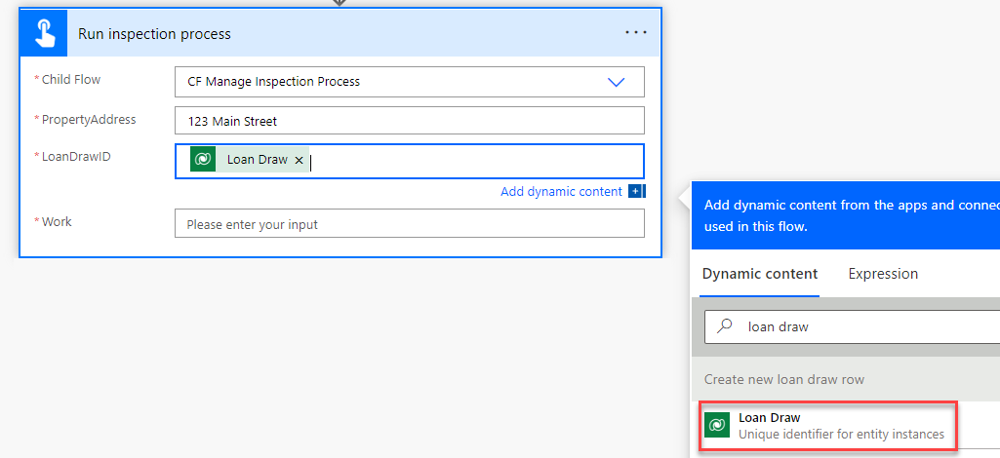 Run inspection process
* Child Flow
CF Manage Inspection Process
* PropertyAddress
123 Main Street
* LoanDrawID
Loan Draw ×
Add dynamic content
* Work
Please enter your input
Add dynamic content from the apps and
used in this flow.
Dynamic content
Expression
loan draw
Create new loan draw row
Loan Draw
Unique identifier for entity instances